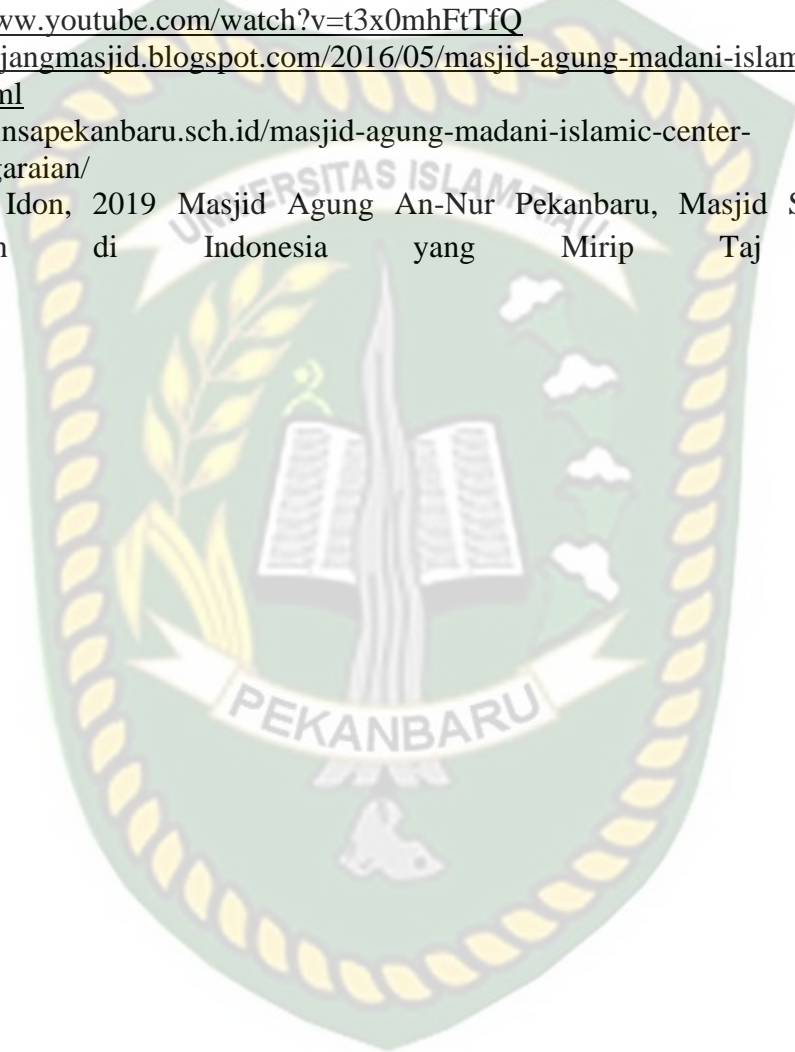 ww.youtube.com/watch?v=t3x0mhFtTfQ
jangmasjid.blogspot.com/2016/05/masjid-agung-madani-islam
ml
nsapekanbaru.sch.id/masjid-agung-madani-islamic-center-
garaian/
Idon, 2019 Masjid Agung An-Nur Pekanbaru, Masjid S
di Indonesia yang Mirip Taj
UNIVERSITAS ISLAM RIAU
PEKANBARU